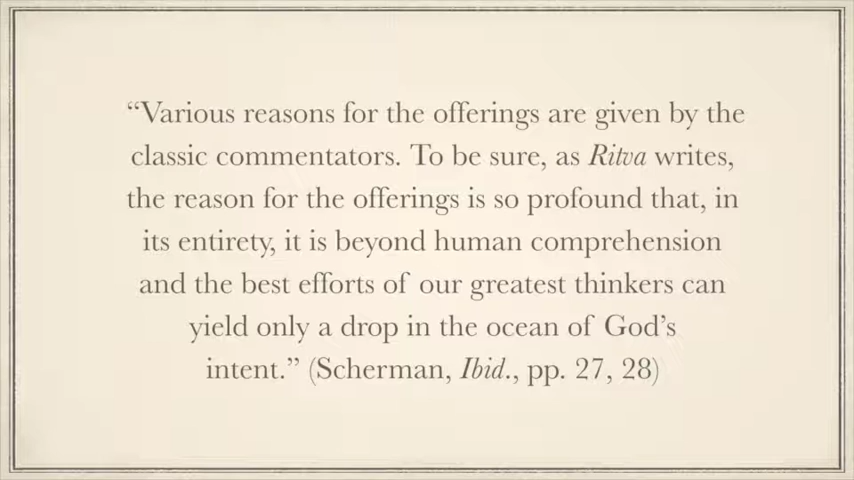 “Various reasons for the offerings are given by the
classic commentators. To be sure, as Ritva writes,
the reason for the offerings is so profound that, in
its entirety, it is beyond human comprehension
and the best efforts of our greatest thinkers can
yield only a drop in the ocean of God’s
intent.” (Scherman, Ibid., pp. 27, 28)